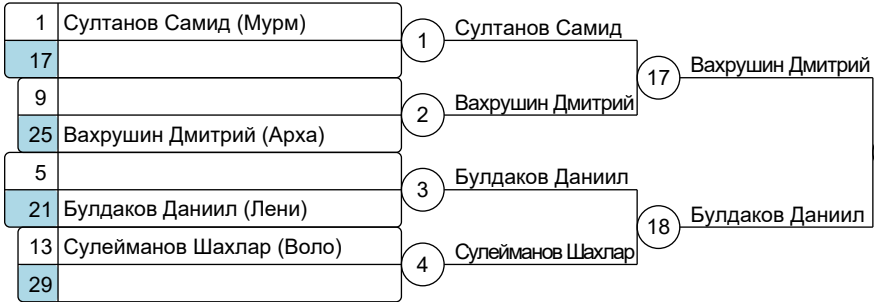 1 Султанов Самид (Мурм)
17
1 Султанов Самид
9
25 Вахрушин Дмитрий (Арха)
2 Вахрушин Дмитрий
17 Вахрушин Дмитрий
5
21 Булдаков Даниил (Лени)
3 Булдаков Даниил
13 Сулейманов Шахлар (Воло)
29
4 Сулейманов Шахлар
18 Булдаков Даниил